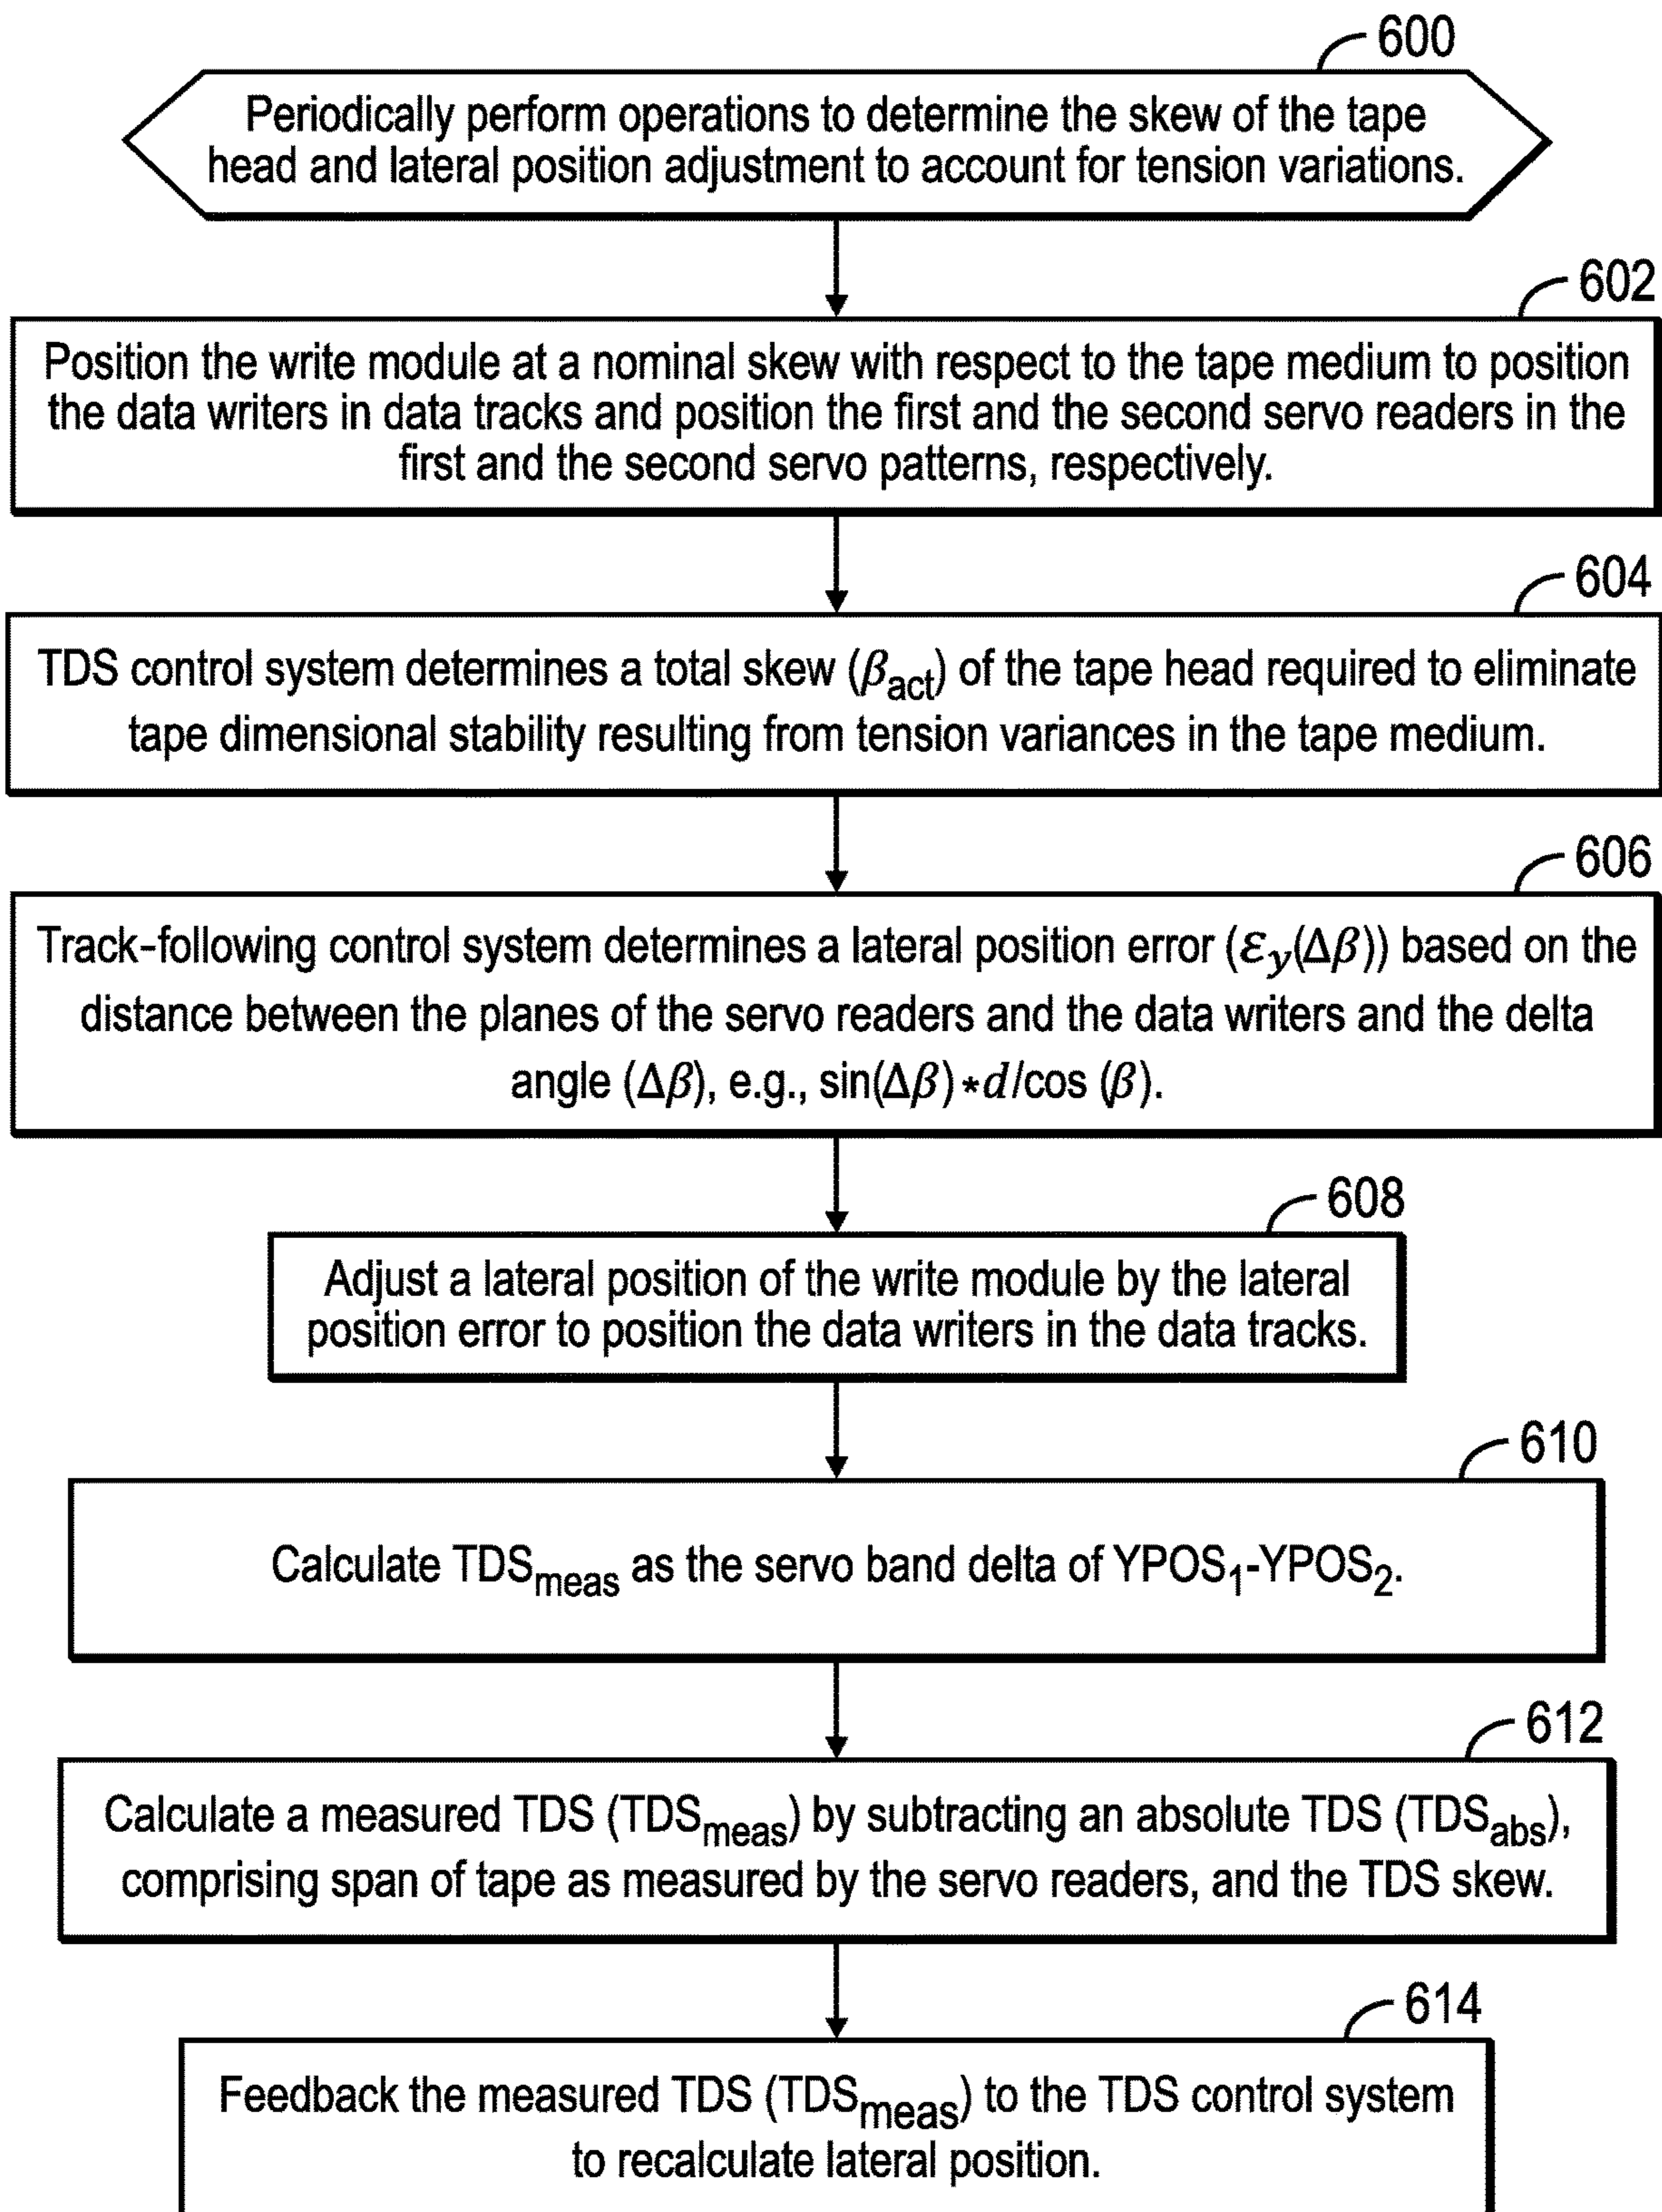 600
Periodically perform operations to determine the skew of the tape
head and lateral position adjustment to account for tension variations.
602
Position the write module at a nominal skew with respect to the tape medium to position
the data writers in data tracks and position the first and the second servo readers in the
first and the second servo patterns, respectively.
604
TDS control system determines a total skew (β_act) of the tape head required to eliminate
tape dimensional stability resulting from tension variances in the tape medium.
606
Track-following control system determines a lateral position error (ε_y(Δβ)) based on the
distance between the planes of the servo readers and the data writers and the delta
angle (Δβ), e.g., sin(Δβ)*d/cos (β).
608
Adjust a lateral position of the write module by the lateral
position error to position the data writers in the data tracks.
610
Calculate TDS_meas as the servo band delta of YPOS₁-YPOS₂.
612
Calculate a measured TDS (TDS_meas) by subtracting an absolute TDS (TDS_abs),
comprising span of tape as measured by the servo readers, and the TDS skew.
614
Feedback the measured TDS (TDS_meas) to the TDS control system
to recalculate lateral position.